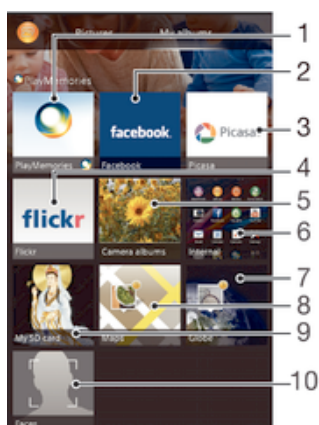 Pictures My albums
1
PlayMemories
2
facebook
Picasa
3
PlayMemories Facebook Picasa
4
flickr
5
6
Flickr Camera albums Internal
7
8
My SD card Maps Globe
9
10
Faces